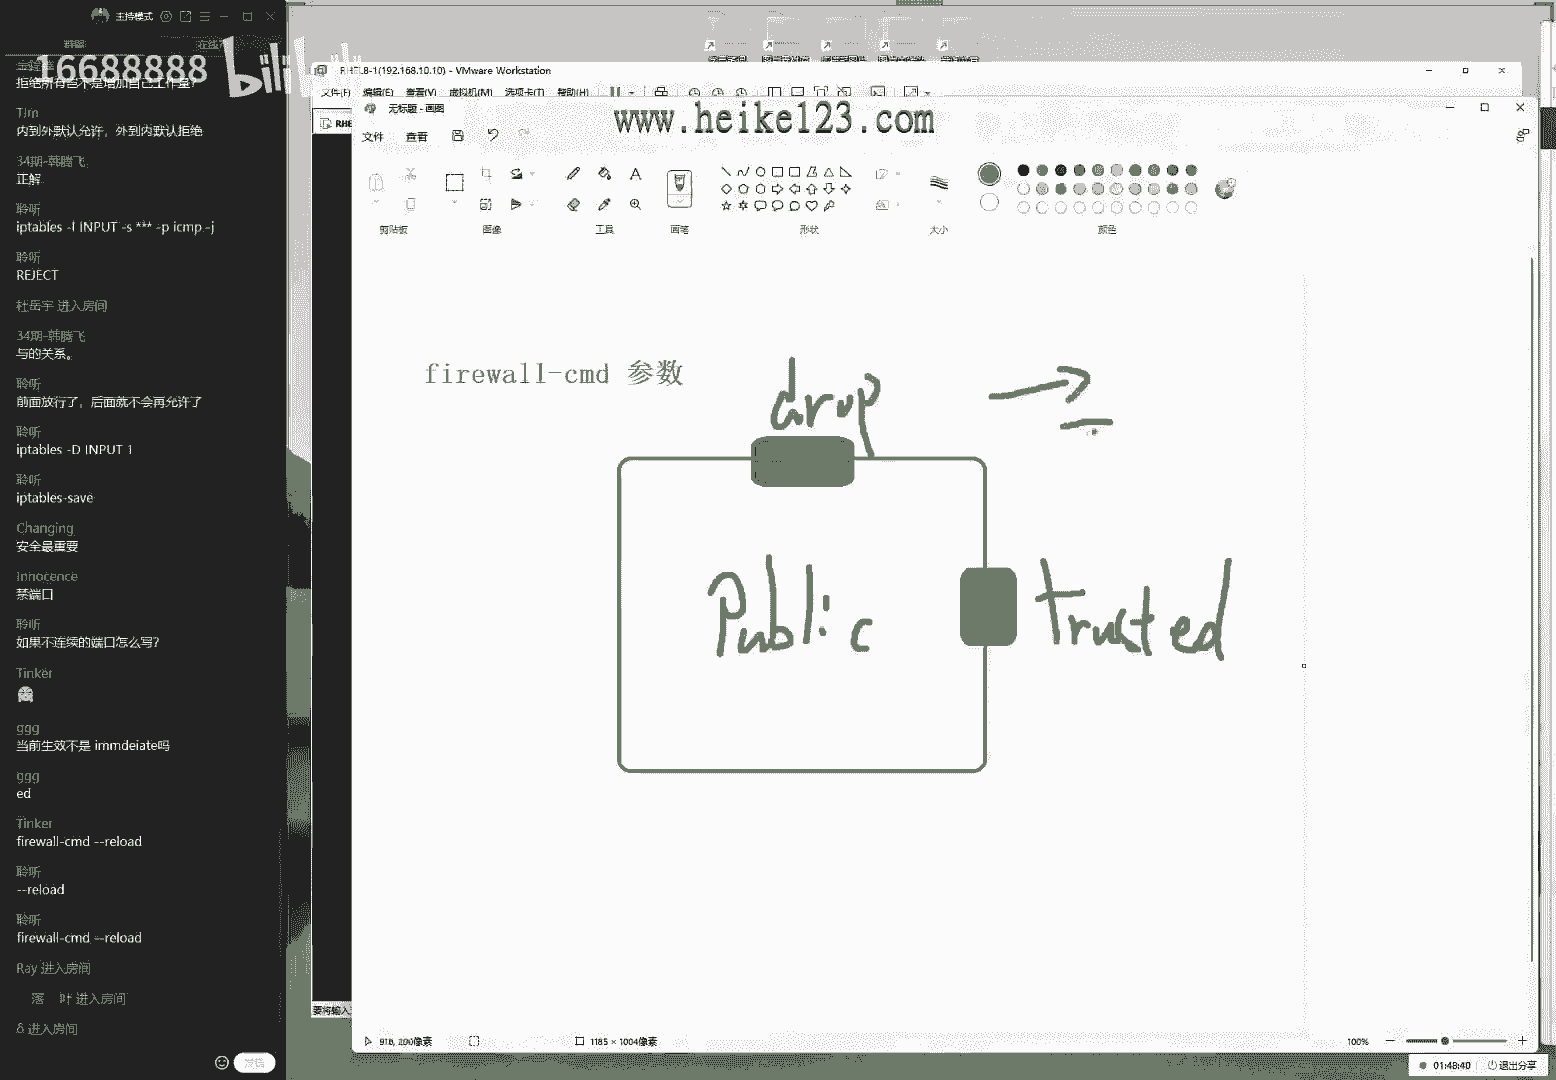 主持模式
16688888
bilibili
拒绝所有岂不是增加自己工作量?
Tim
内到外默认允许，外到内默认拒绝
34期-韩腾飞
正解
聆听
iptables -I INPUT -s *** -p icmp -j
聆听
REJECT
杜岳宇 进入房间
34期-韩腾飞
与的关系。
聆听
前面放行了，后面就不会再允许了
聆听
iptables -D INPUT 1
聆听
iptables-save
Changing
安全最重要
Innocence
禁端口
聆听
如果不连续的端口怎么写?
Tinker
ggg
当前生效不是 immdeiate吗
ggg
ed
Tinker
firewall-cmd --reload
聆听
--reload
聆听
firewall-cmd --reload
Ray 进入房间
落 叶 进入房间
δ 进入房间
发信
RHEL8-1(192.168.10.10) - VMware Workstation
文件(F) 编辑(E) 查看(V) 虚拟机(M) 选项卡(T) 帮助(H)
RHE
无标题 - 画图
www.heike123.com
文件 查看
剪贴板 图像 工具 画笔 形状 大小 颜色
firewall-cmd 参数
drop
Public
trusted
要将输入
918, 200像素
1185 × 1004像素
100%
01:48:40 退出分享